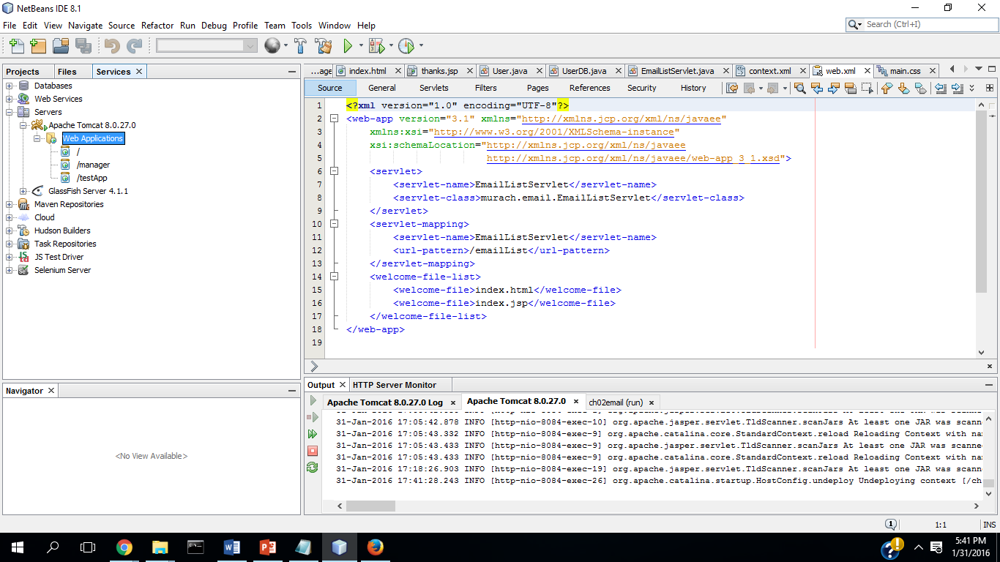 NetBeans IDE 8.1
File Edit View Navigate Source Refactor Run Debug Profile Team Tools Window Help
Search (Ctrl+I)
Projects Files Services
Databases
Web Services
Servers
Apache Tomcat 8.0.27.0
Web Applications
/
/manager
/testApp
GlassFish Server 4.1.1
Maven Repositories
Cloud
Hudson Builders
Task Repositories
JS Test Driver
Selenium Server
Navigator
<No View Available>
...age index.html thanks.jsp User.java UserDB.java EmailListServlet.java context.xml web.xml main.css
Source General Servlets Filters Pages References Security History
1 <?xml version="1.0" encoding="UTF-8"?>
2 <web-app version="3.1" xmlns="http://xmlns.jcp.org/xml/ns/javaee"
3 xmlns:xsi="http://www.w3.org/2001/XMLSchema-instance"
4 xsi:schemaLocation="http://xmlns.jcp.org/xml/ns/javaee
5 http://xmlns.jcp.org/xml/ns/javaee/web-app_3_1.xsd">
6 <servlet>
7 <servlet-name>EmailListServlet</servlet-name>
8 <servlet-class>murach.email.EmailListServlet</servlet-class>
9 </servlet>
10 <servlet-mapping>
11 <servlet-name>EmailListServlet</servlet-name>
12 <url-pattern>/emailList</url-pattern>
13 </servlet-mapping>
14 <welcome-file-list>
15 <welcome-file>index.html</welcome-file>
16 <welcome-file>index.jsp</welcome-file>
17 </welcome-file-list>
18 </web-app>
19
Output HTTP Server Monitor
Apache Tomcat 8.0.27.0 Log Apache Tomcat 8.0.27.0 ch02email (run)
31-Jan-2016 17:05:42.878 INFO [http-nio-8084-exec-10] org.apache.jasper.servlet.TldScanner.scanJars At least one JAR was scanne
31-Jan-2016 17:05:43.332 INFO [http-nio-8084-exec-9] org.apache.catalina.core.StandardContext.reload Reloading Context with na
31-Jan-2016 17:05:43.433 INFO [http-nio-8084-exec-9] org.apache.jasper.servlet.TldScanner.scanJars At least one JAR was scanne
31-Jan-2016 17:05:43.433 INFO [http-nio-8084-exec-9] org.apache.catalina.core.StandardContext.reload Reloading Context with na
31-Jan-2016 17:18:26.903 INFO [http-nio-8084-exec-19] org.apache.jasper.servlet.TldScanner.scanJars At least one JAR was scann
31-Jan-2016 17:41:28.243 INFO [http-nio-8084-exec-26] org.apache.catalina.startup.HostConfig.undeploy Undeploying context [/ch
1 1:1 INS
5:41 PM
1/31/2016